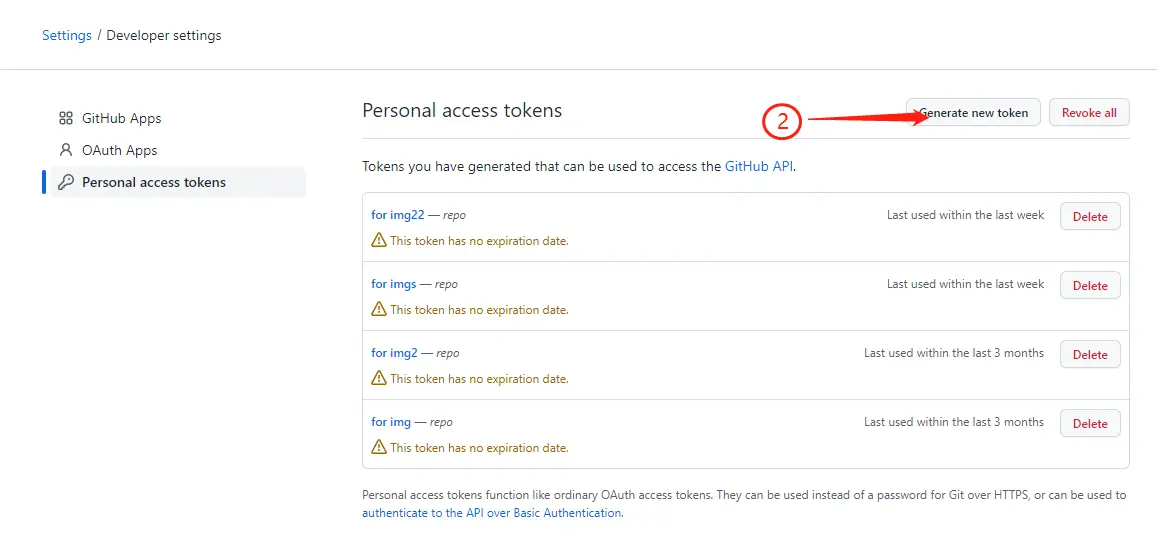 Settings / Developer settings
GitHub Apps
OAuth Apps
Personal access tokens
Personal access tokens
2
Generate new token
Revoke all
Tokens you have generated that can be used to access the GitHub API.
for img22 — repo
Last used within the last week
Delete
This token has no expiration date.
for imgs — repo
Last used within the last week
Delete
This token has no expiration date.
for img2 — repo
Last used within the last 3 months
Delete
This token has no expiration date.
for img — repo
Last used within the last 3 months
Delete
This token has no expiration date.
Personal access tokens function like ordinary OAuth access tokens. They can be used instead of a password for Git over HTTPS, or can be used to
authenticate to the API over Basic Authentication.